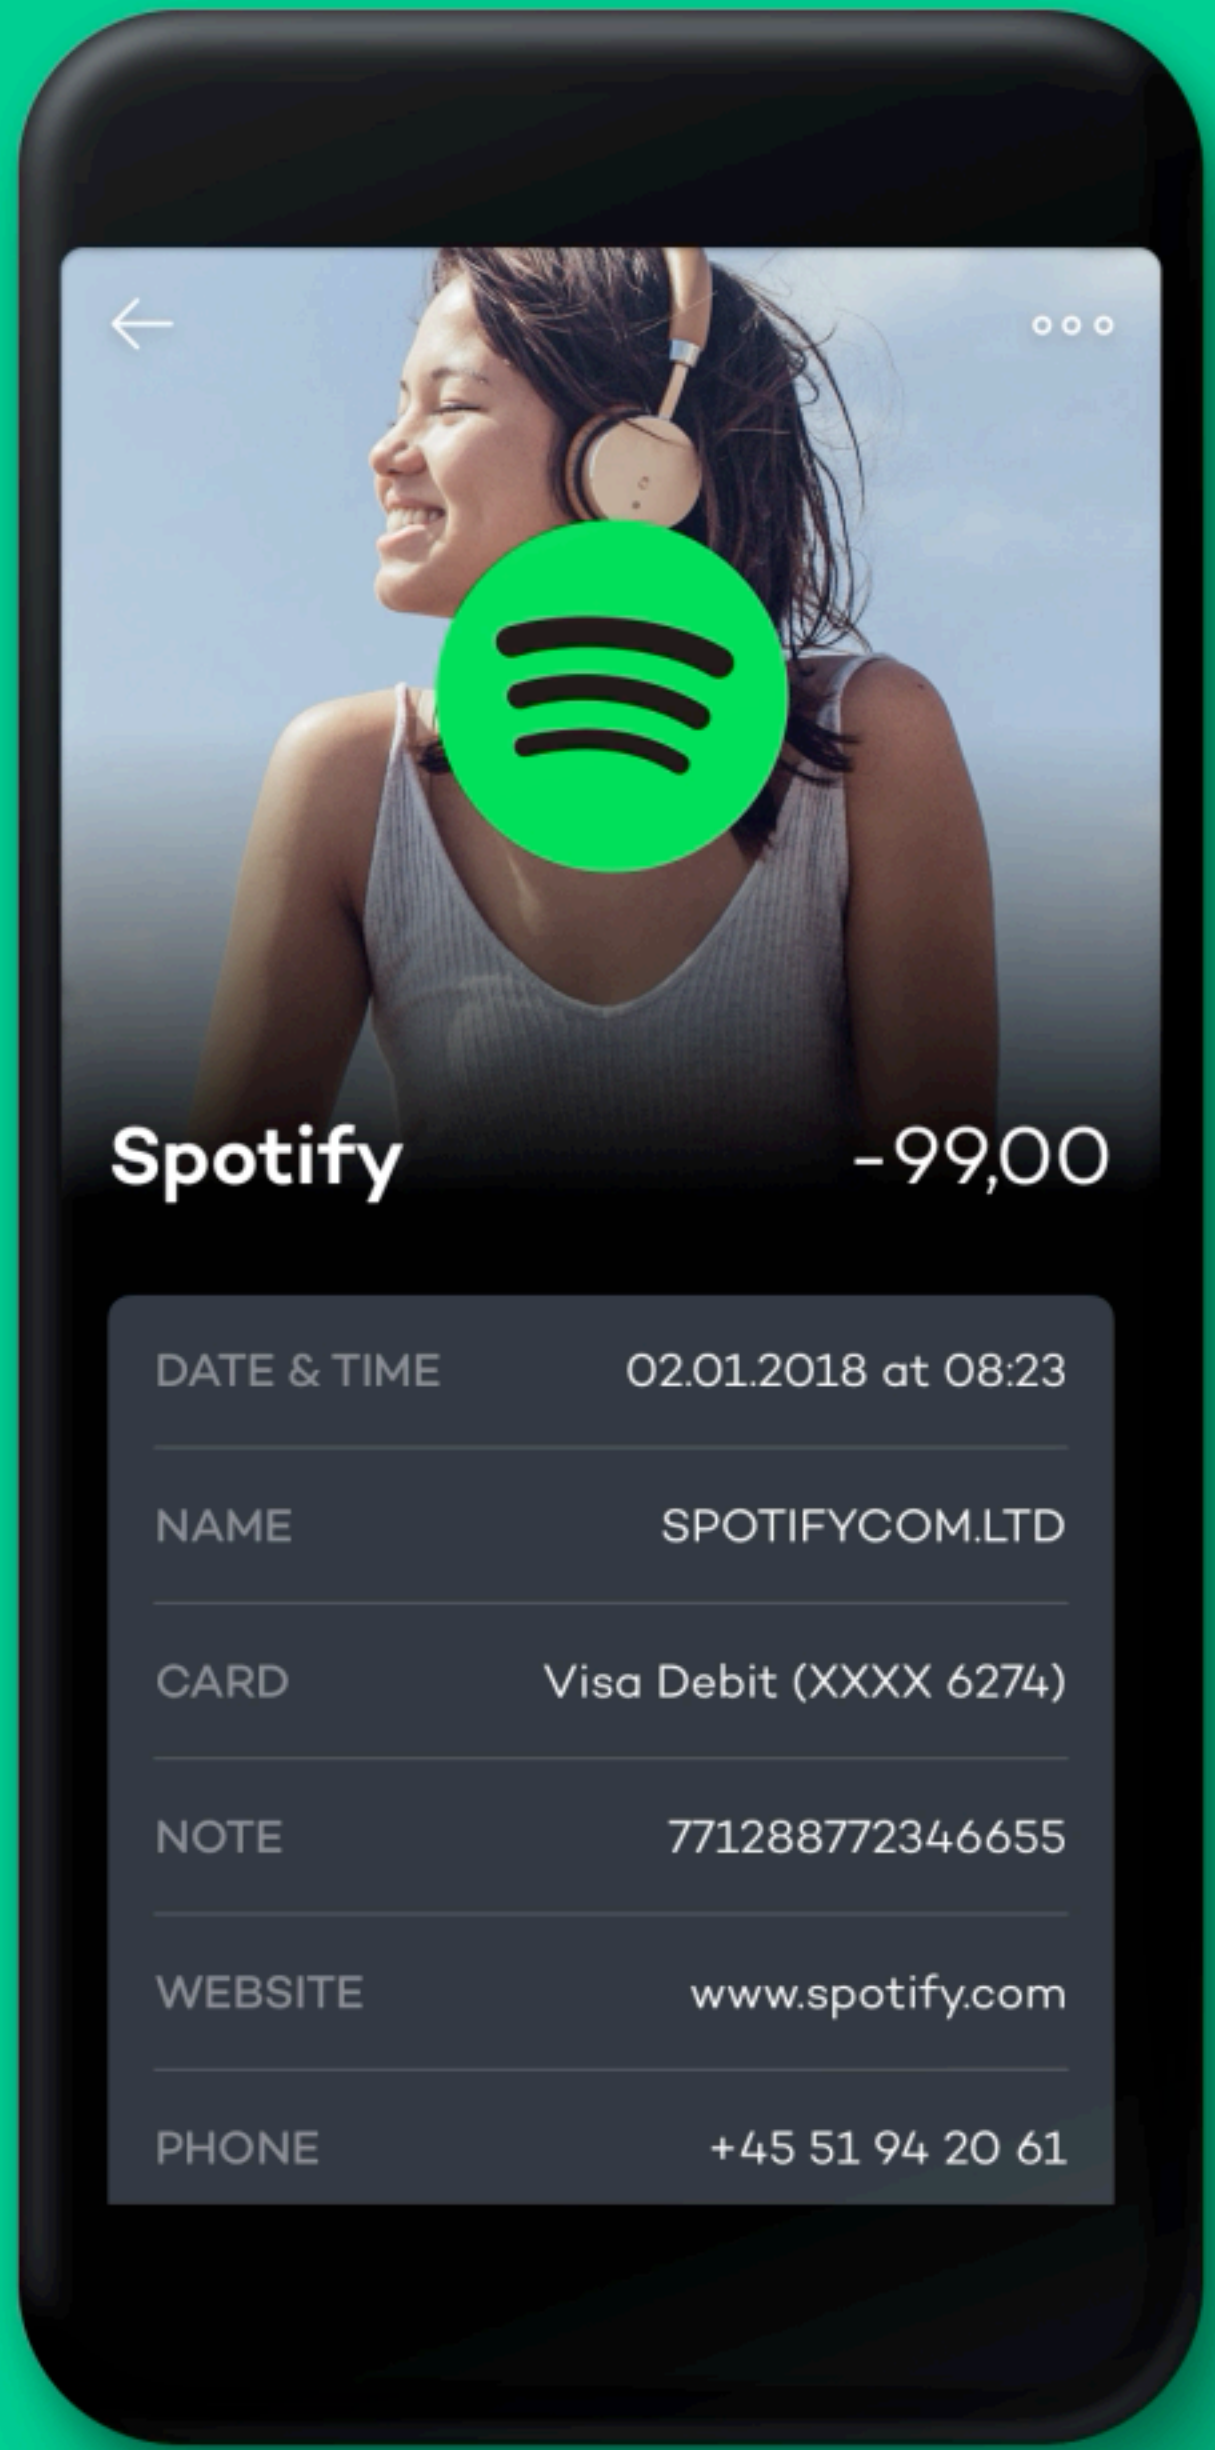 Spotify -99,00
DATE & TIME 02.01.2018 at 08:23
NAME SPOTIFYCOM.LTD
CARD Visa Debit (XXXX 6274)
NOTE 771288772346655
WEBSITE www.spotify.com
PHONE +45 51 94 20 61